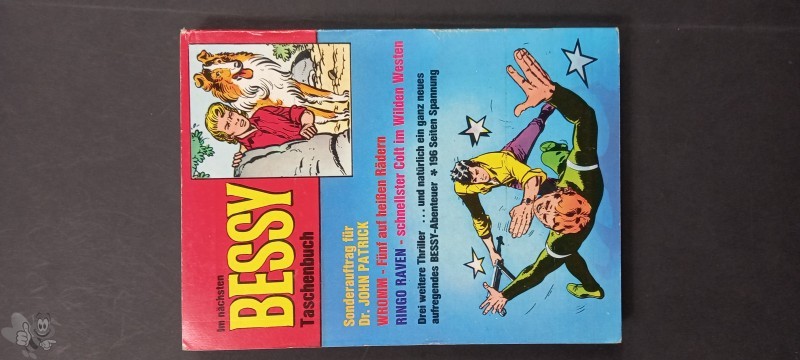 Im nächsten
BESSY
Taschenbuch
Sonderauftrag für
Dr. JOHN PATRICK
WROMM - Fünf auf heißen Rädern
RINGO RAVEN - schnellster Colt im Wilden Westen
Drei weitere Thriller . . . und natürlich ein ganz neues
aufregendes BESSY-Abenteuer * 196 Seiten Spannung